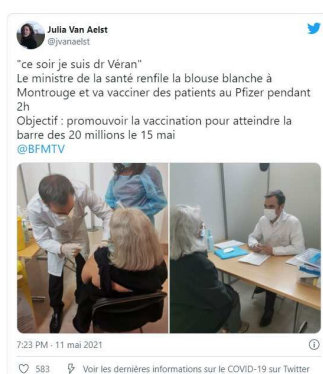 Julia Van Aelst
@jvanaelst
"ce soir je suis dr Véran"
Le ministre de la santé renfile la blouse blanche à
Montrouge et va vacciner des patients au Pfizer pendant
2h
Objectif : promouvoir la vaccination pour atteindre la
barre des 20 millions le 15 mai
@BFMTV
7:23 PM · 11 mai 2021
583 Voir les dernières informations sur le COVID-19 sur Twitter